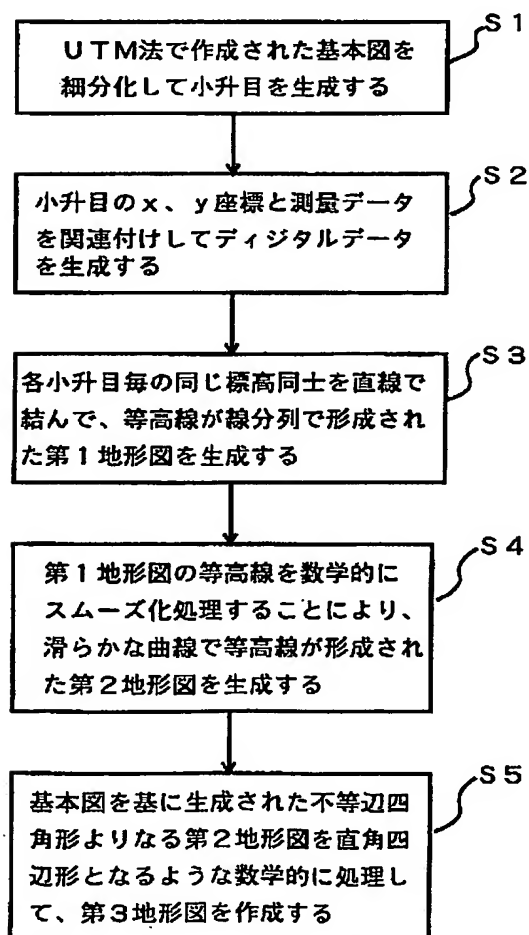 S1
UTM法で作成された基本図を
細分化して小升目を生成する
S2
小升目のx、y座標と測量データ
を関連付けしてディジタルデータ
を生成する
S3
各小升目毎の同じ標高同士を直線で
結んで、等高線が線分列で形成され
た第1地形図を生成する
S4
第1地形図の等高線を数学的に
スムーズ化処理することにより、
滑らかな曲線で等高線が形成され
た第2地形図を生成する
S5
基本図を基に生成された不等辺四
角形よりなる第2地形図を直角四
辺形となるような数学的に処理し
て、第3地形図を作成する